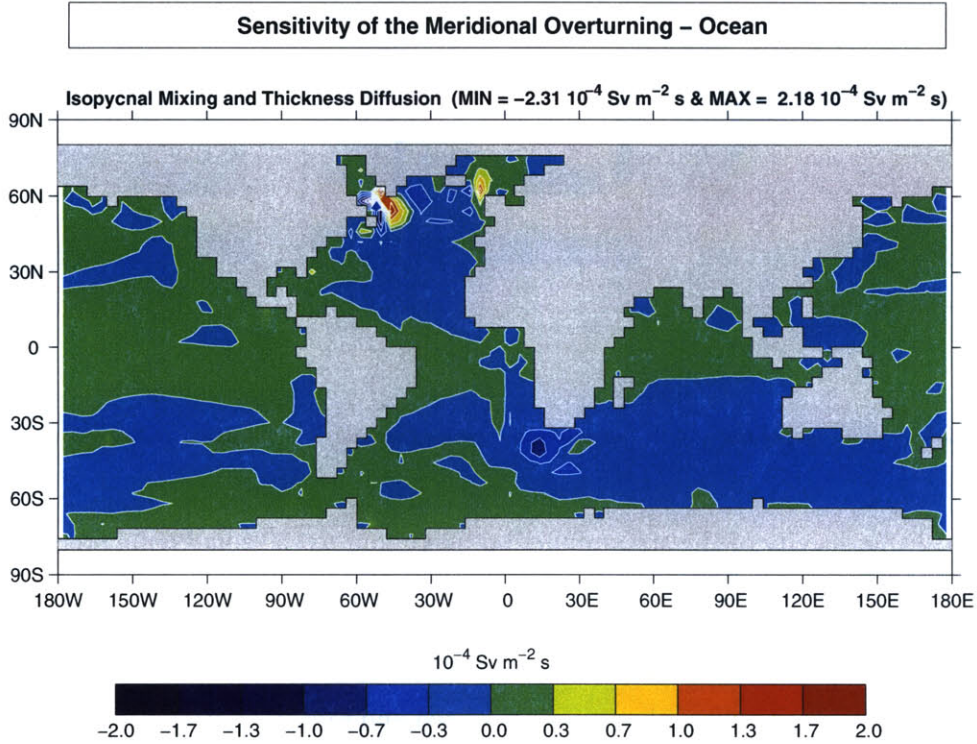 Sensitivity of the Meridional Overturning – Ocean
Isopycnal Mixing and Thickness Diffusion (MIN = −2.31 10⁻⁴ Sv m⁻² s & MAX = 2.18 10⁻⁴ Sv m⁻² s)
90N
60N
30N
0
30S
60S
90S
180W 150W 120W 90W 60W 30W 0 30E 60E 90E 120E 150E 180E
10⁻⁴ Sv m⁻² s
−2.0 −1.7 −1.3 −1.0 −0.7 −0.3 0.0 0.3 0.7 1.0 1.3 1.7 2.0